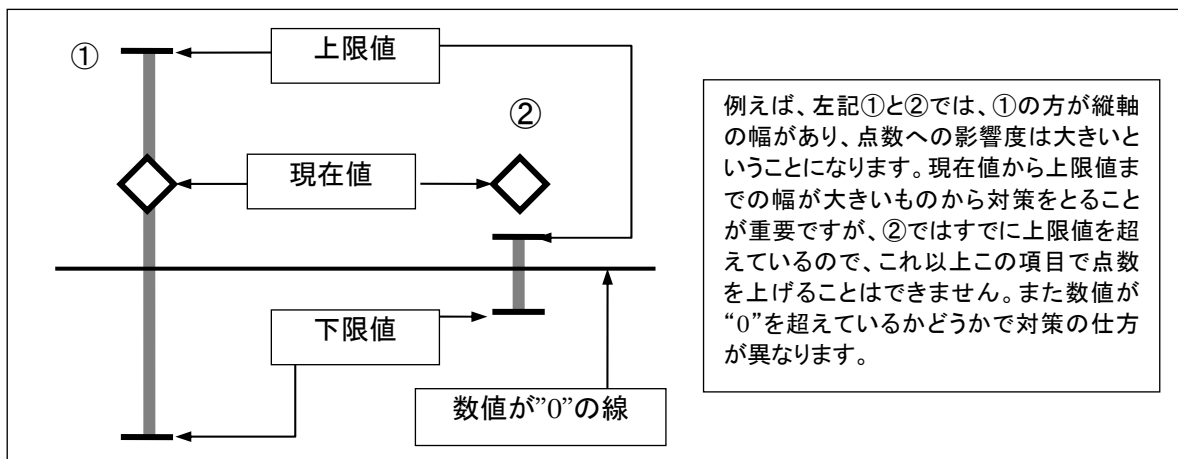 ①
上限値
②
現在値
下限値
数値が”0”の線
例えば、左記①と②では、①の方が縦軸
の幅があり、点数への影響度は大きいと
いうことになります。現在値から上限値ま
での幅が大きいものから対策をとること
が重要ですが、②ではすでに上限値を超
えているので、これ以上この項目で点数
を上げることはできません。また数値が
“0”を超えているかどうかで対策の仕方
が異なります。